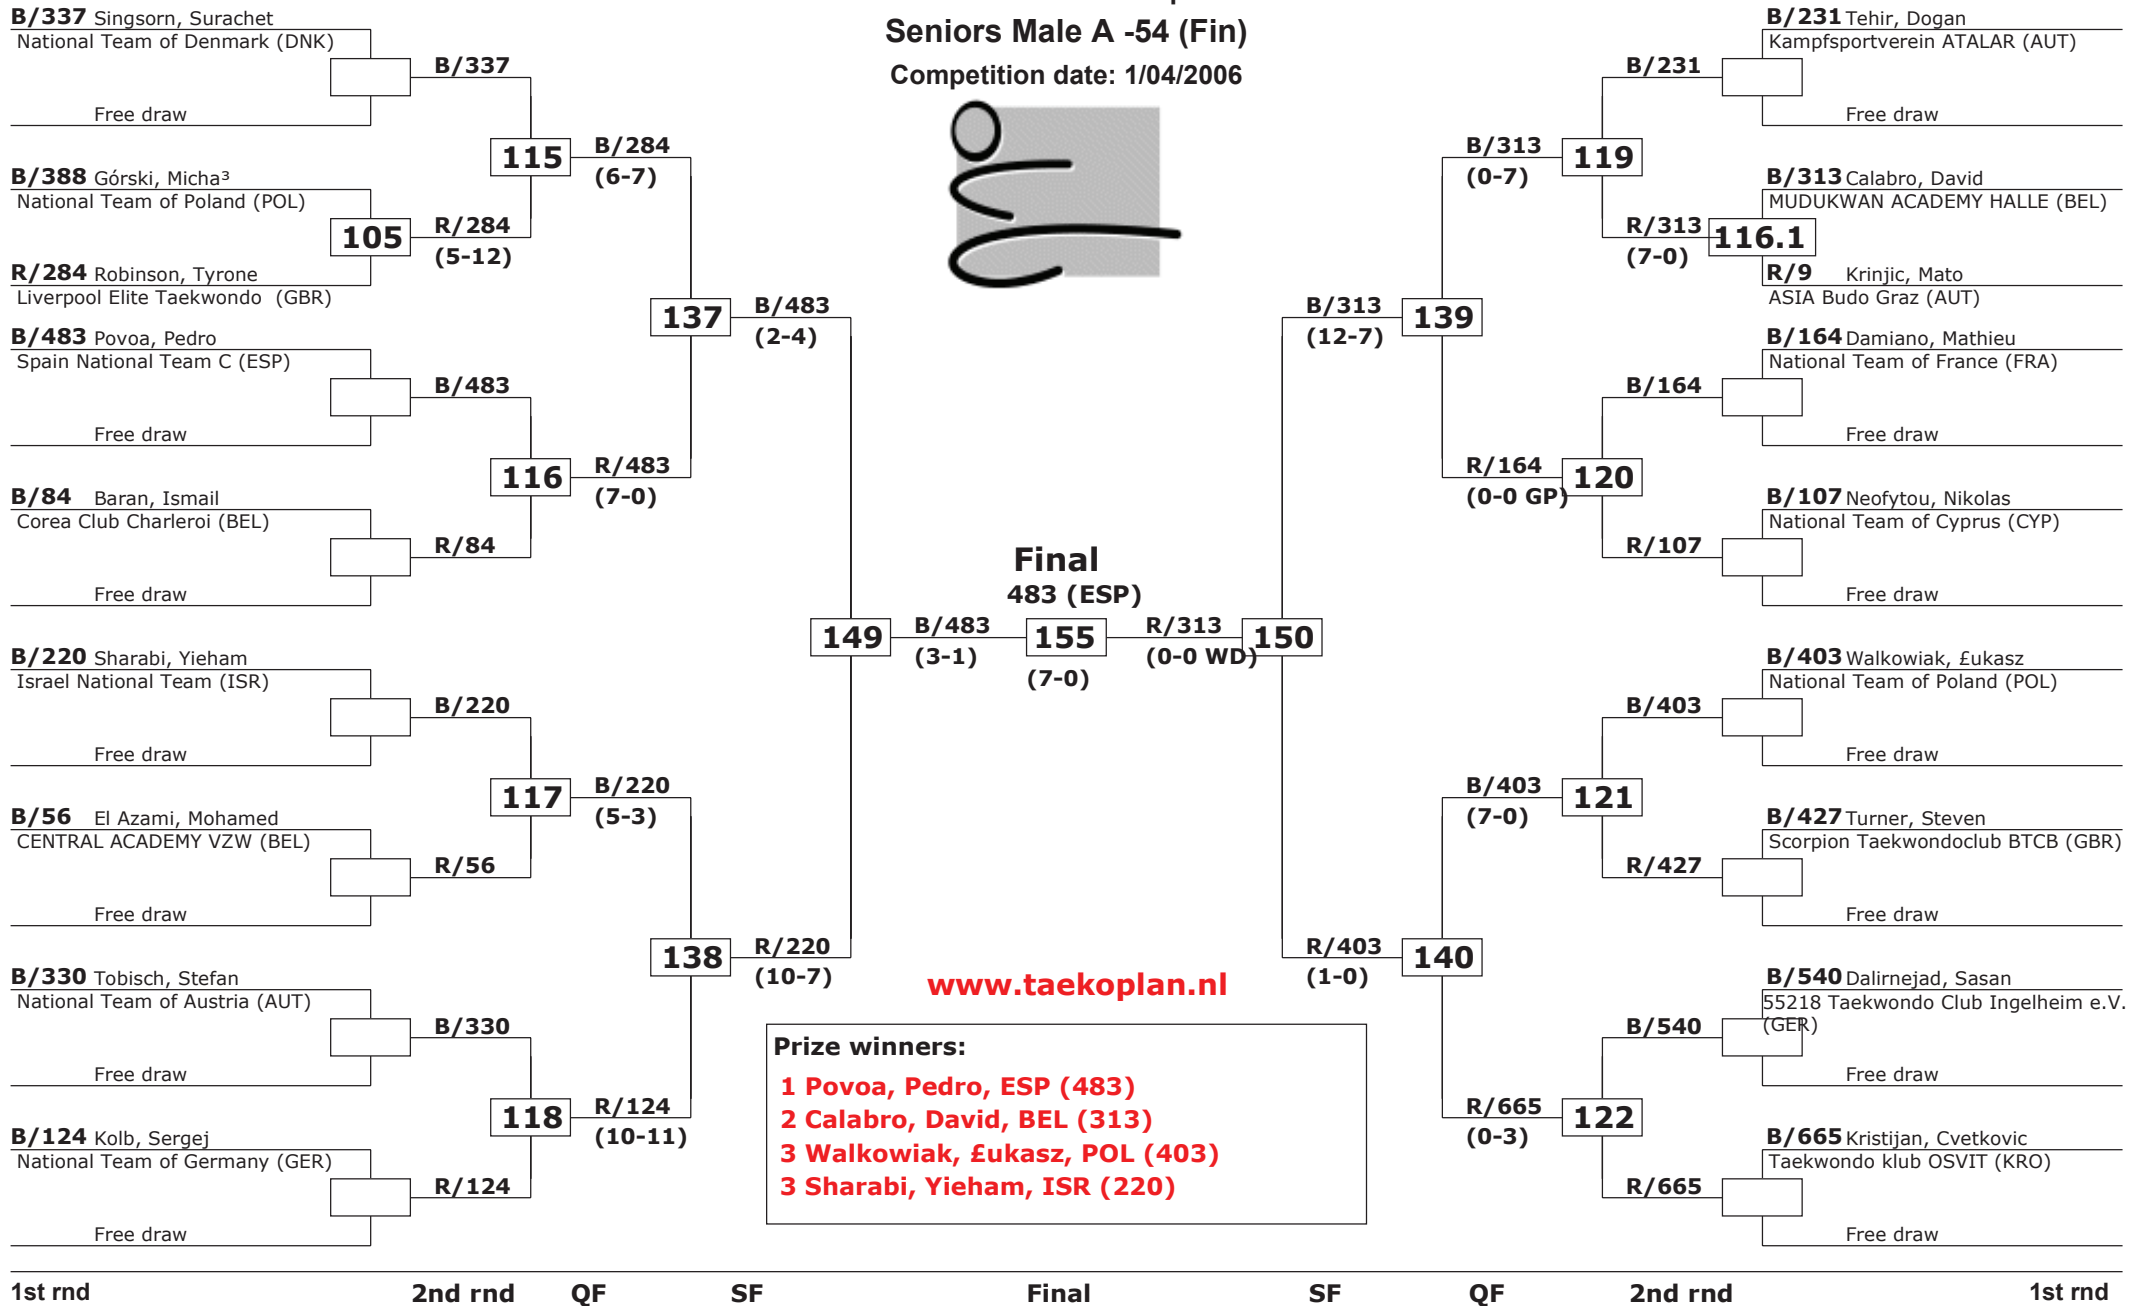 Seniors Male A -54 (Fin)
Competition date: 1/04/2006
B/337 Singsorn, Surachet
National Team of Denmark (DNK)
B/337
Free draw
115
B/284
(6-7)
B/388 Górski, Micha³
National Team of Poland (POL)
105
R/284
(5-12)
R/284 Robinson, Tyrone
Liverpool Elite Taekwondo (GBR)
137
B/483
(2-4)
B/483 Povoa, Pedro
Spain National Team C (ESP)
B/483
Free draw
116
R/483
(7-0)
B/84 Baran, Ismail
Corea Club Charleroi (BEL)
R/84
Free draw
149
B/483
(3-1)
B/220 Sharabi, Yieham
Israel National Team (ISR)
B/220
Free draw
117
B/220
(5-3)
B/56 El Azami, Mohamed
CENTRAL ACADEMY VZW (BEL)
R/56
Free draw
138
R/220
(10-7)
B/330 Tobisch, Stefan
National Team of Austria (AUT)
B/330
Free draw
118
R/124
(10-11)
B/124 Kolb, Sergej
National Team of Germany (GER)
R/124
Free draw
Final
483 (ESP)
155
(7-0)
R/313
(0-0 WD)
150
B/231 Tehir, Dogan
Kampfsportverein ATALAR (AUT)
B/231
Free draw
B/313
(0-7)
119
B/313 Calabro, David
MUDUKWAN ACADEMY HALLE (BEL)
R/313
(7-0)
116.1
R/9 Krinjic, Mato
ASIA Budo Graz (AUT)
B/313
(12-7)
139
B/164 Damiano, Mathieu
National Team of France (FRA)
B/164
Free draw
R/164
(0-0 GP)
120
B/107 Neofytou, Nikolas
National Team of Cyprus (CYP)
R/107
Free draw
B/403 Walkowiak, £ukasz
National Team of Poland (POL)
B/403
Free draw
B/403
(7-0)
121
B/427 Turner, Steven
Scorpion Taekwondoclub BTCB (GBR)
R/427
Free draw
R/403
(1-0)
140
B/540 Dalirnejad, Sasan
55218 Taekwondo Club Ingelheim e.V.
(GER)
B/540
Free draw
R/665
(0-3)
122
B/665 Kristijan, Cvetkovic
Taekwondo klub OSVIT (KRO)
R/665
Free draw
www.taekoplan.nl
Prize winners:
1 Povoa, Pedro, ESP (483)
2 Calabro, David, BEL (313)
3 Walkowiak, £ukasz, POL (403)
3 Sharabi, Yieham, ISR (220)
1st rnd 2nd rnd QF SF Final SF QF 2nd rnd 1st rnd